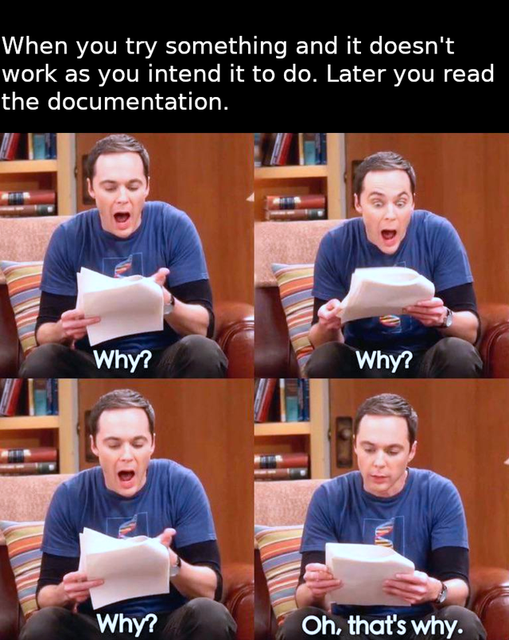 When you try something and it doesn't
work as you intend it to do. Later you read
the documentation.
Why?
Why?
Why?
Oh, that's why.